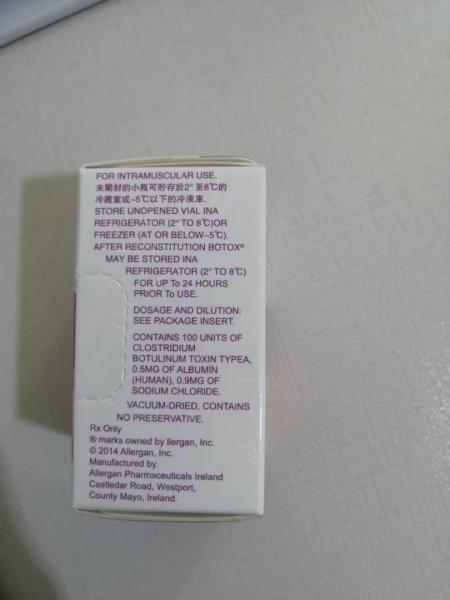 FOR INTRAMUSCULAR USE.
未開封的小瓶可貯存於2° 至8℃的
冷藏室或-5℃以下的冷凍庫.
STORE UNOPENED VIAL INA
REFRIGERATOR (2° TO 8℃)OR
FREEZER (AT OR BELOW-5℃).
AFTER RECONSTITUTION BOTOX®
MAY BE STORED INA
REFRIGERATOR (2° TO 8℃)
FOR UP To 24 HOURS
PRIOR To USE.
DOSAGE AND DILUTION:
SEE PACKAGE INSERT.
CONTAINS 100 UNITS OF
CLOSTRIDIUM
BOTULINUM TOXIN TYPEA,
0.5MG OF ALBUMIN
(HUMAN), 0.9MG OF
SODIUM CHLORIDE.
VACUUM-DRIED, CONTAINS
NO PRESERVATIVE.
Rx Only
® marks owned by llergan, Inc.
© 2014 Allergan, Inc.
Manufactured by.
Allergan Pharmaceuticals Ireland
Castledar Road, Westport,
County Mayo, Ireland.